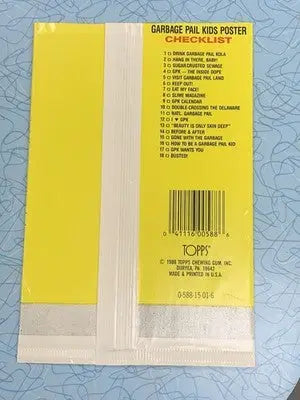 GARBAGE PAIL KIDS POSTER
CHECKLIST
1 □ DRINK GARBAGE PAIL KOLA
2 □ HANG IN THERE, BABY!
3 □ SUGARCRUSTED SEWAGE
4 □ GPK — THE INSIDE DOPE
5 □ VISIT GARBAGE PAIL LAND
6 □ KEEP OUT!
7 □ EAT MY FACE!
8 □ SLIME MAGAZINE
9 □ GPK CALENDAR
10 □ DOUBLE-CROSSING THE DELAWARE
11 □ NATL. GARBAGE PAIL
12 □ I ♥ GPK
13 □ "BEAUTY IS ONLY SKIN DEEP"
14 □ BEFORE & AFTER
15 □ GONE WITH THE GARBAGE
16 □ HOW TO BE A GARBAGE PAIL KID
17 □ GPK WANTS YOU
18 □ BUSTED!
0 41116 00588 6
TOPPS®
© 1986 TOPPS CHEWING GUM, INC.
DURYEA, PA. 18642
MADE & PRINTED IN U.S.A.
0-588-15 01-6